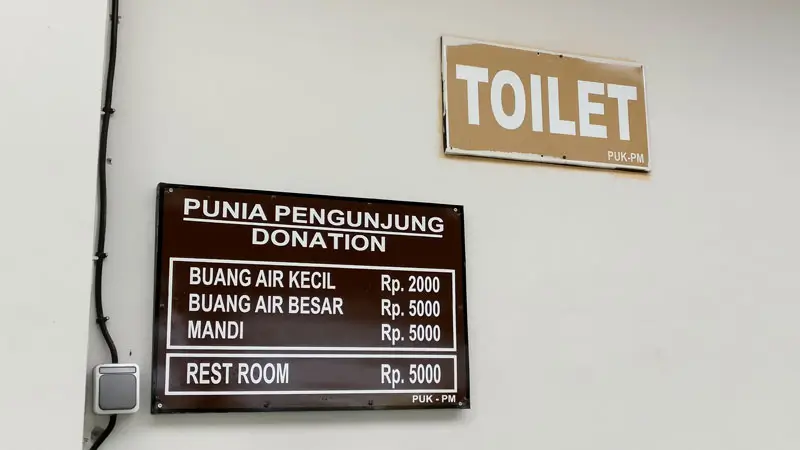 TOILET
PUK-PM
PUNIA PENGUNJUNG
DONATION
BUANG AIR KECIL Rp. 2000
BUANG AIR BESAR Rp. 5000
MANDI Rp. 5000
REST ROOM Rp. 5000
PUK - PM